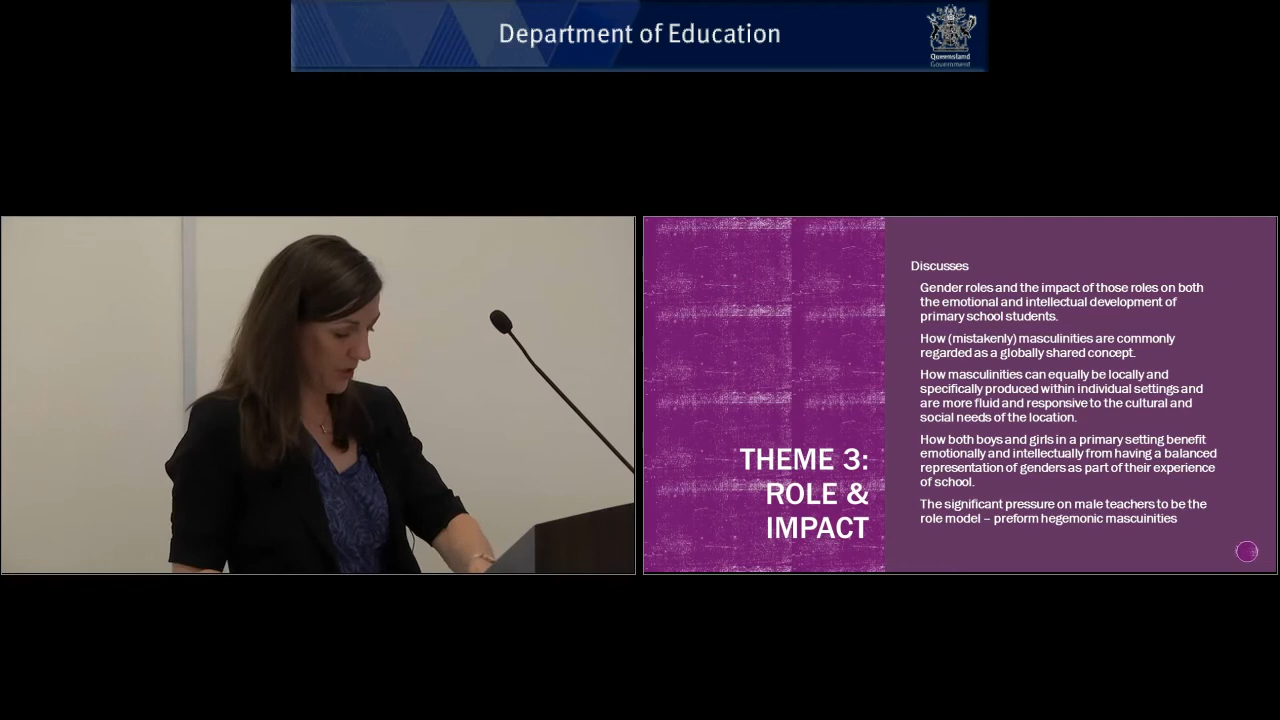 Department of Education
Queensland
Government
THEME 3:
ROLE &
IMPACT
Discusses
Gender roles and the impact of those roles on both
the emotional and intellectual development of
primary school students.
How (mistakenly) masculinities are commonly
regarded as a globally shared concept.
How masculinities can equally be locally and
specifically produced within individual settings and
are more fluid and responsive to the cultural and
social needs of the location.
How both boys and girls in a primary setting benefit
emotionally and intellectually from having a balanced
representation of genders as part of their experience
of school.
The significant pressure on male teachers to be the
role model – preform hegemonic mascuinities